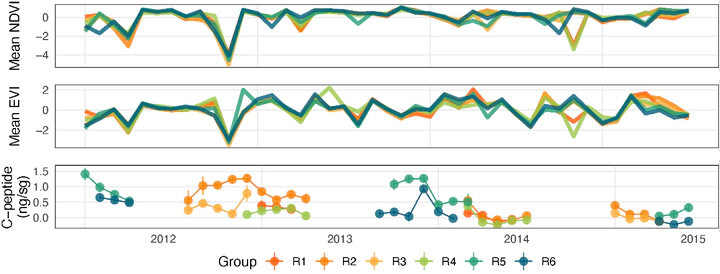 Mean NDVI
0
−2
−4
Mean EVI
2
0
−2
C−peptide
(ng/sg)
1.5
1.0
0.5
0.0
2012 2013 2014 2015
Group R1 R2 R3 R4 R5 R6